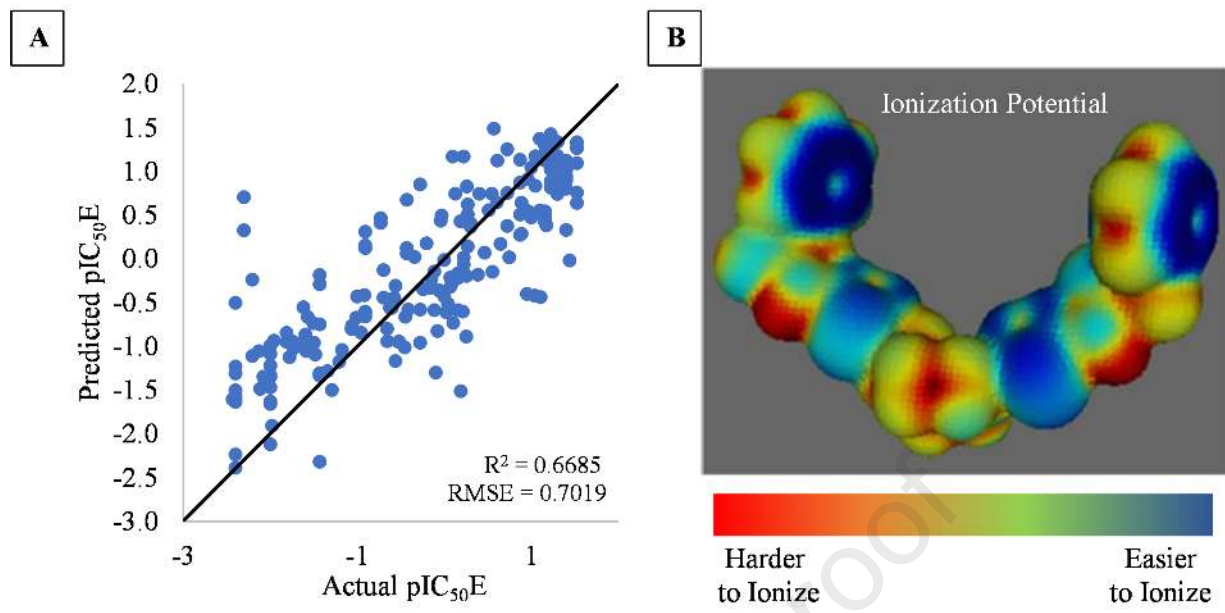 A
2.0
1.5
1.0
0.5
0.0
-0.5
-1.0
-1.5
-2.0
-2.5
-3.0
Predicted pIC₅₀E
R² = 0.6685
RMSE = 0.7019
-3
-1
1
Actual pIC₅₀E
B
Ionization Potential
Harder
to Ionize
Easier
to Ionize
roof